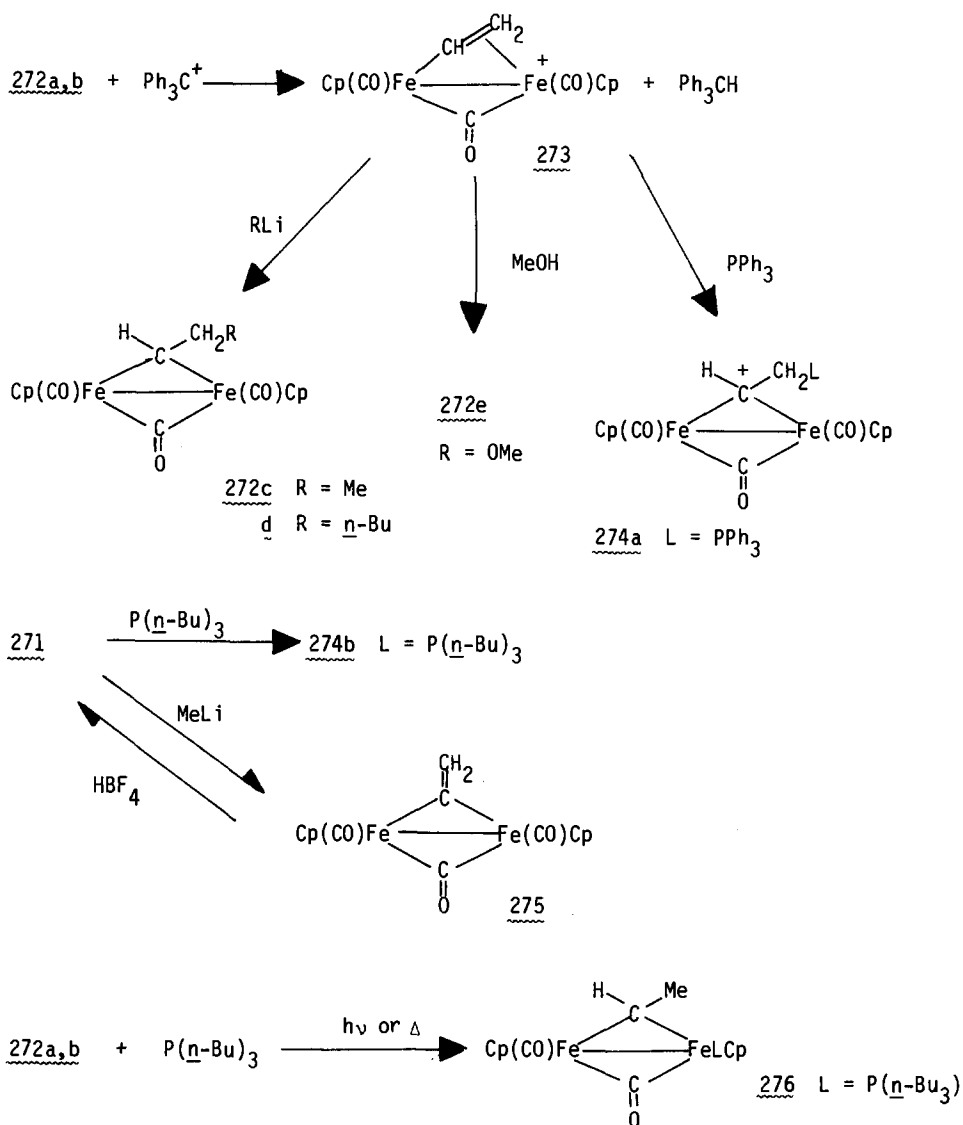 CH2
CH
+
272a,b + Ph3C+ Cp(CO)Fe Fe(CO)Cp + Ph3CH
C
O
273
RLi
MeOH
PPh3
H CH2R
C
Cp(CO)Fe Fe(CO)Cp
C
O
272c R = Me
d R = n-Bu
272e
R = OMe
H + CH2L
C
Cp(CO)Fe Fe(CO)Cp
C
O
274a L = PPh3
P(n-Bu)3
271 274b L = P(n-Bu)3
MeLi
HBF4
CH2
C
Cp(CO)Fe Fe(CO)Cp
C
O
275
H Me
C
272a,b + P(n-Bu)3 hν or Δ Cp(CO)Fe FeLCp
C
O
276 L = P(n-Bu3)